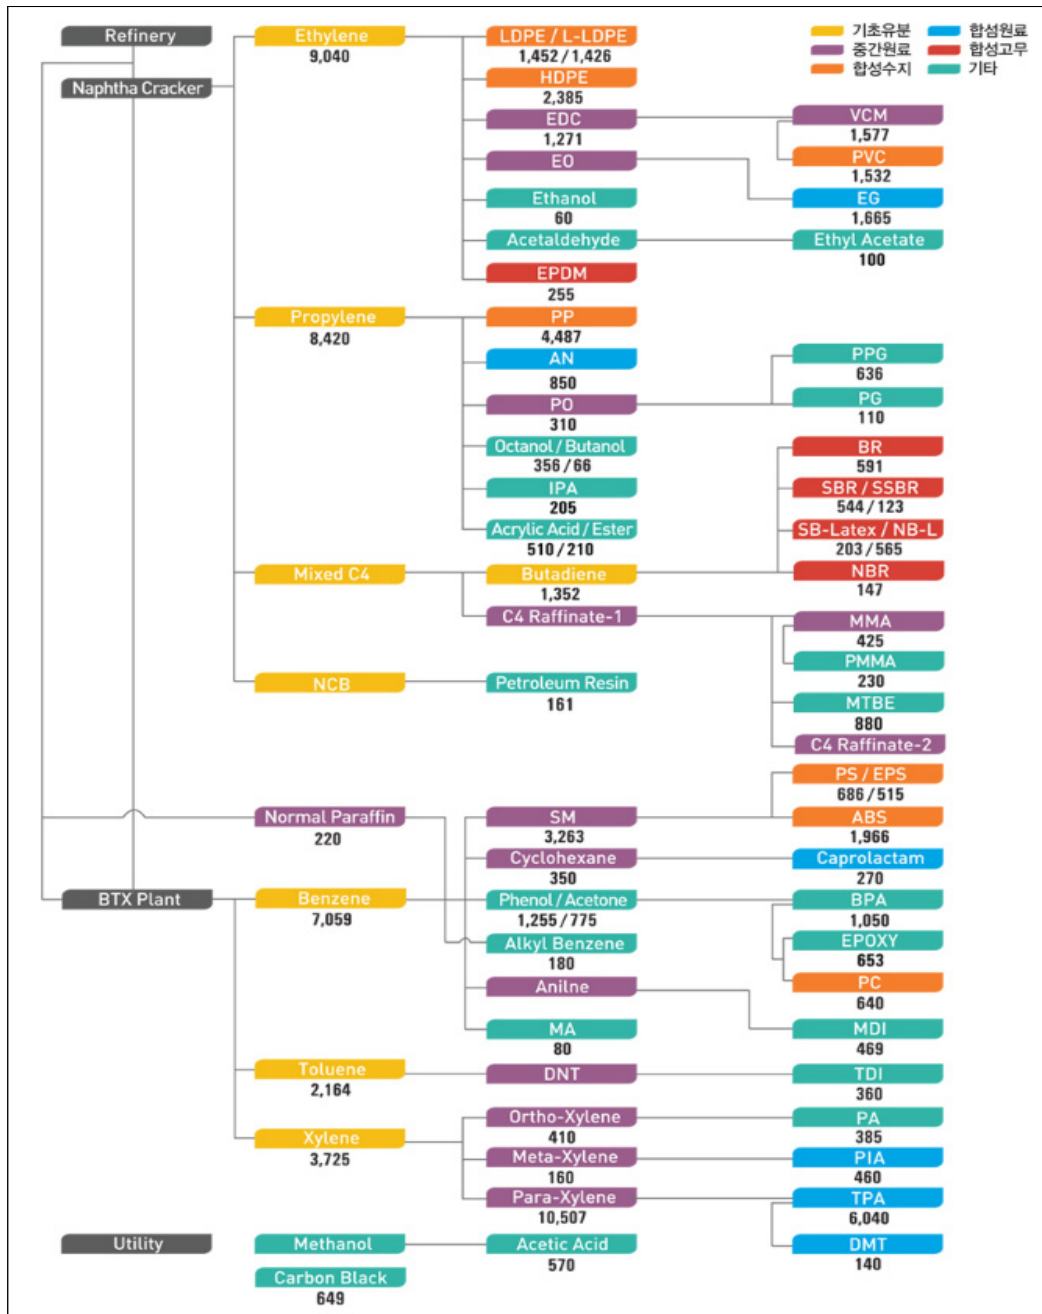 Refinery
Ethylene
9,040
LDPE / L-LDPE
1,452 / 1,426
기초유분
합섬원료
중간원료
합성고무
합성수지
기타
Naphtha Cracker
HDPE
2,385
EDC
1,271
VCM
1,577
EO
PVC
1,532
Ethanol
60
EG
1,665
Acetaldehyde
Ethyl Acetate
100
EPDM
255
Propylene
8,420
PP
4,487
AN
850
PPG
636
PO
310
PG
110
Octanol / Butanol
356 / 66
BR
591
IPA
205
SBR / SSBR
544 / 123
Acrylic Acid / Ester
510 / 210
SB-Latex / NB-L
203 / 565
Mixed C4
Butadiene
1,352
NBR
147
C4 Raffinate-1
MMA
425
PMMA
230
NCB
Petroleum Resin
161
MTBE
880
C4 Raffinate-2
PS / EPS
686 / 515
Normal Paraffin
220
SM
3,263
ABS
1,966
Cyclohexane
350
Caprolactam
270
BTX Plant
Benzene
7,059
Phenol / Acetone
1,255 / 775
BPA
1,050
Alkyl Benzene
180
EPOXY
653
Anilne
PC
640
MA
80
MDI
469
Toluene
2,164
DNT
TDI
360
Ortho-Xylene
410
PA
385
Xylene
3,725
Meta-Xylene
160
PIA
460
Para-Xylene
10,507
TPA
6,040
Utility
Methanol
Acetic Acid
570
DMT
140
Carbon Black
649